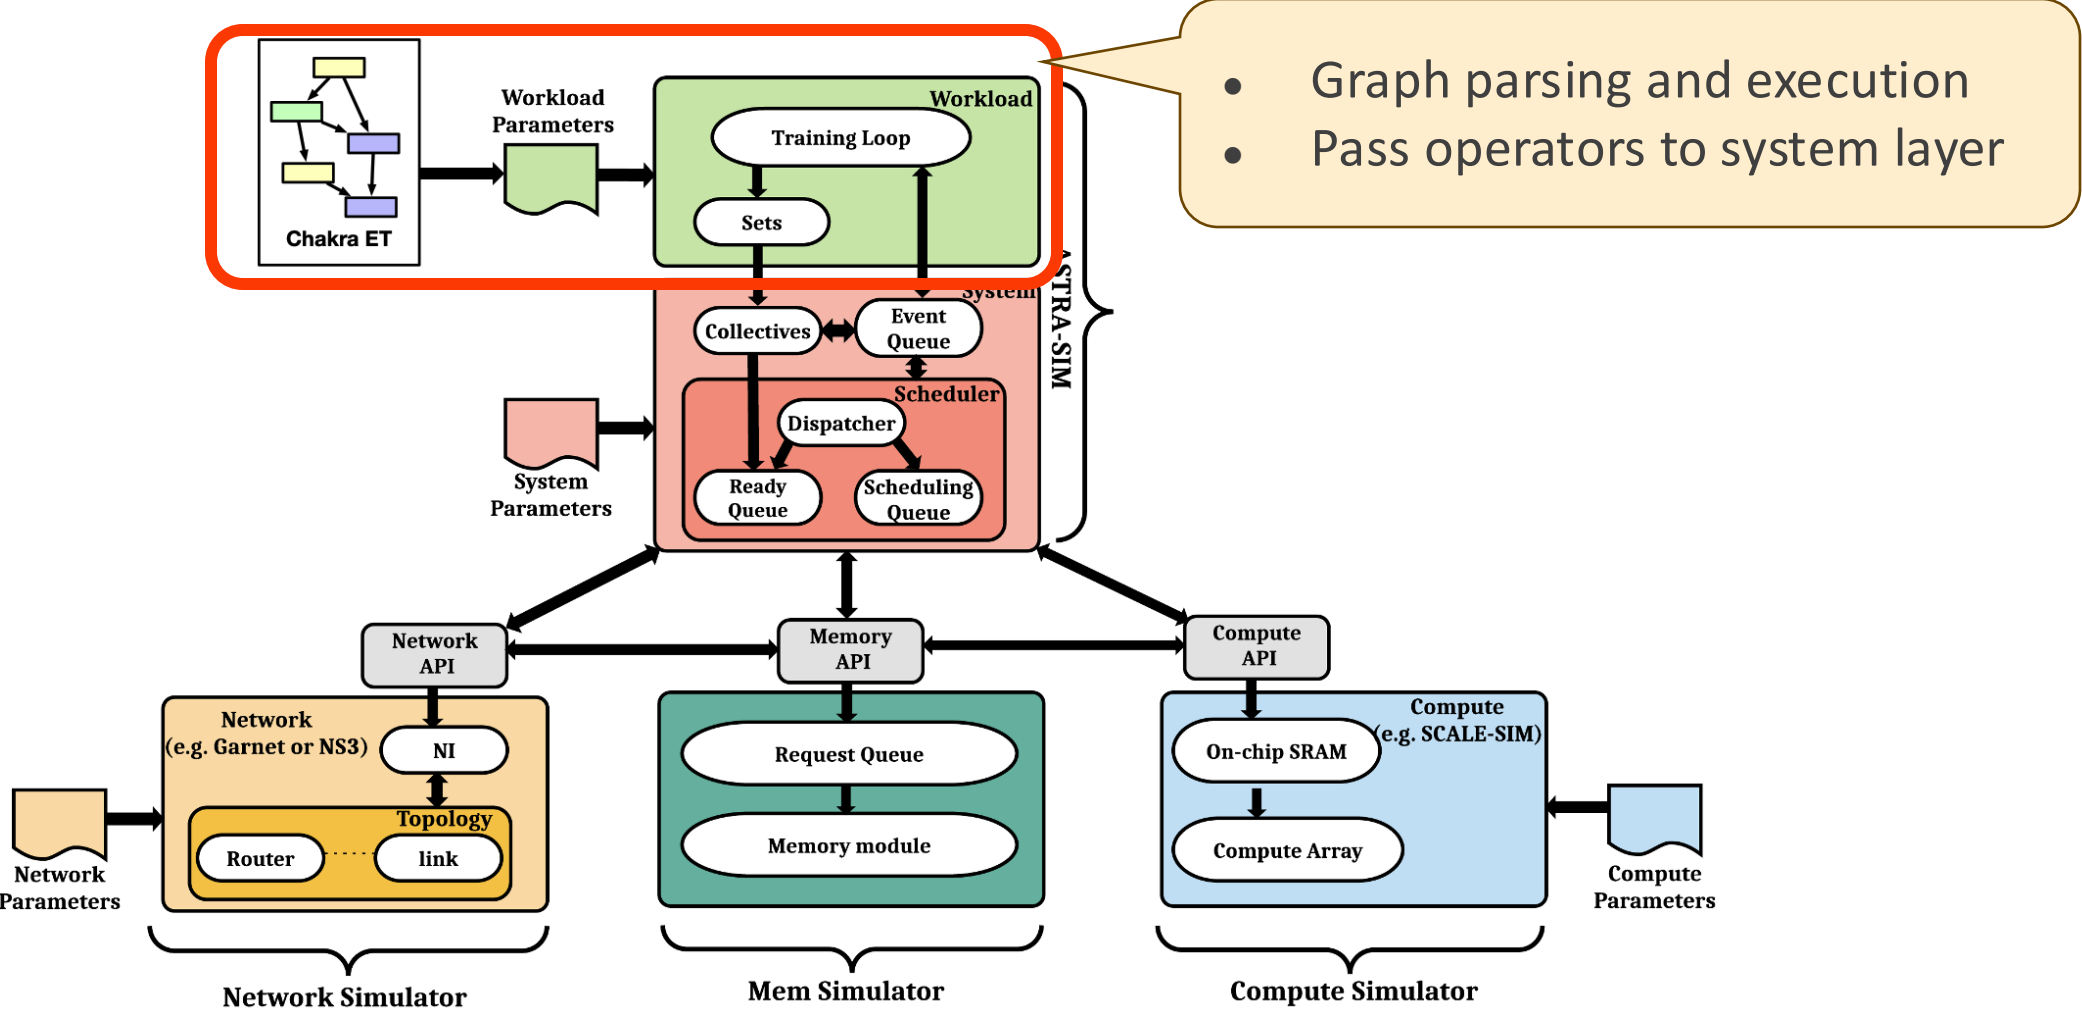 Graph parsing and execution
Pass operators to system layer
Workload
Parameters
Chakra ET
Workload
Training Loop
Sets
ASTRA-SIM
System
Collectives
Event
Queue
Scheduler
Dispatcher
Ready
Queue
Scheduling
Queue
System
Parameters
Network
API
Memory
API
Compute
API
Network
(e.g. Garnet or NS3)
NI
Topology
Router
link
Network
Parameters
Request Queue
Memory module
Compute
(e.g. SCALE-SIM)
On-chip SRAM
Compute Array
Compute
Parameters
Network Simulator
Mem Simulator
Compute Simulator